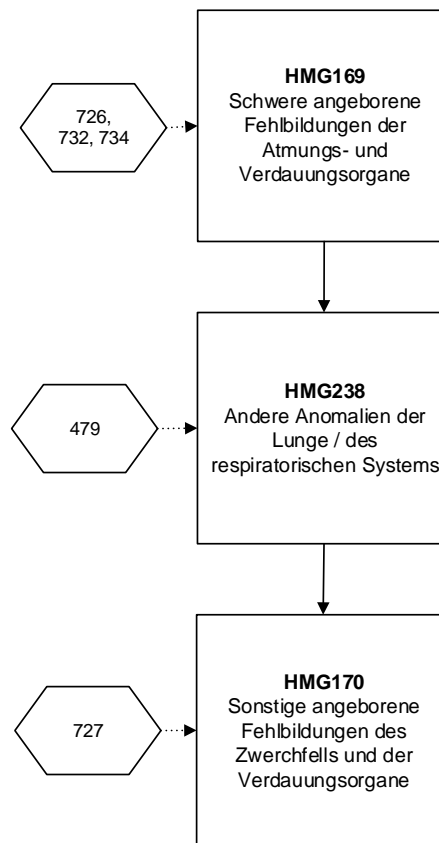 726,
732, 734
HMG169
Schwere angeborene
Fehlbildungen der
Atmungs- und
Verdauungsorgane
479
HMG238
Andere Anomalien der
Lunge / des
respiratorischen Systems
727
HMG170
Sonstige angeborene
Fehlbildungen des
Zwerchfells und der
Verdauungsorgane